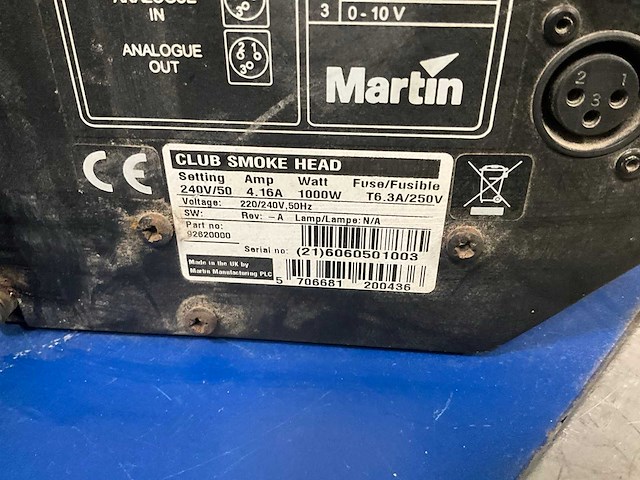 ANALOGUE
IN
ANALOGUE
OUT
3 0-10 V
Martin
2 1
3
CE
CLUB SMOKE HEAD
Setting Amp Watt Fuse/Fusible
240V/50 4.16A 1000W T6.3A/250V
Voltage: 220/240V,50Hz
SW: Rev: -A Lamp/Lampe: N/A
Part no:
92620000
Serial no: (21)6060501003
Made in the UK by
Martin Manufacturing PLC
5 706681 200436